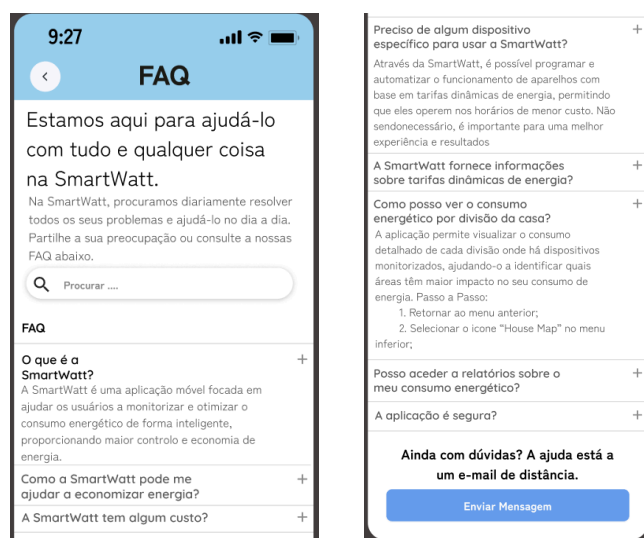 9:27
FAQ
Estamos aqui para ajudá-lo
com tudo e qualquer coisa
na SmartWatt.
Na SmartWatt, procuramos diariamente resolver
todos os seus problemas e ajudá-lo no dia a dia.
Partilhe a sua preocupação ou consulte a nossas
FAQ abaixo.
Procurar ....
FAQ
O que é a
SmartWatt?
A SmartWatt é uma aplicação móvel focada em
ajudar os usuários a monitorizar e otimizar o
consumo energético de forma inteligente,
proporcionando maior controlo e economia de
energia.
Como a SmartWatt pode me
ajudar a economizar energia?
A SmartWatt tem algum custo?
Preciso de algum dispositivo
específico para usar a SmartWatt?
Através da SmartWatt, é possível programar e
automatizar o funcionamento de aparelhos com
base em tarifas dinâmicas de energia, permitindo
que eles operem nos horários de menor custo. Não
sendonecessário, é importante para uma melhor
experiência e resultados
A SmartWatt fornece informações
sobre tarifas dinâmicas de energia?
Como posso ver o consumo
energético por divisão da casa?
A aplicação permite visualizar o consumo
detalhado de cada divisão onde há dispositivos
monitorizados, ajudando-o a identificar quais
áreas têm maior impacto no seu consumo de
energia. Passo a Passo:
1. Retornar ao menu anterior;
2. Selecionar o icone "House Map" no menu
inferior;
Posso aceder a relatórios sobre o
meu consumo energético?
A aplicação é segura?
Ainda com dúvidas? A ajuda está a
um e-mail de distância.
Enviar Mensagem